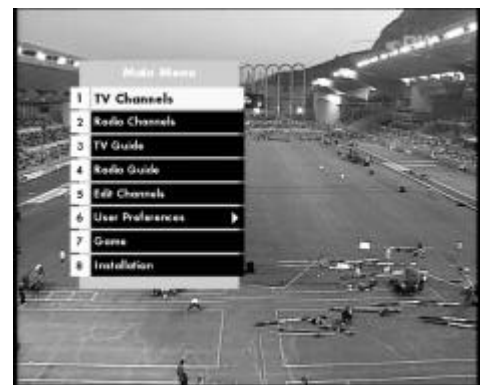 Main Menu
1 TV Channels
2 Radio Channels
3 TV Guide
4 Radio Guide
5 Edit Channels
6 User Preferences
7 Game
8 Installation